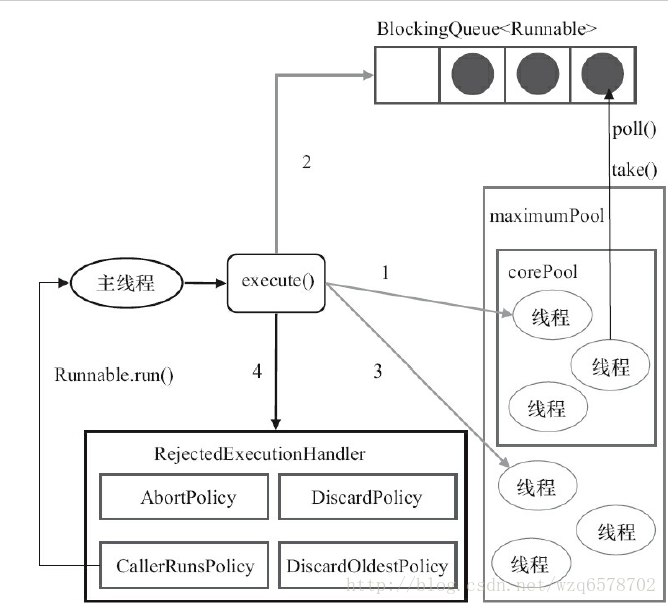 BlockingQueue<Runnable>
poll()
2
take()
maximumPool
corePool
主线程
execute()
1
线程
线程
Runnable.run()
4
3
线程
RejectedExecutionHandler
AbortPolicy
DiscardPolicy
线程
线程
CallerRunsPolicy
DiscardOldestPolicy
线程
http://blog.csdn.net/wzq6578702